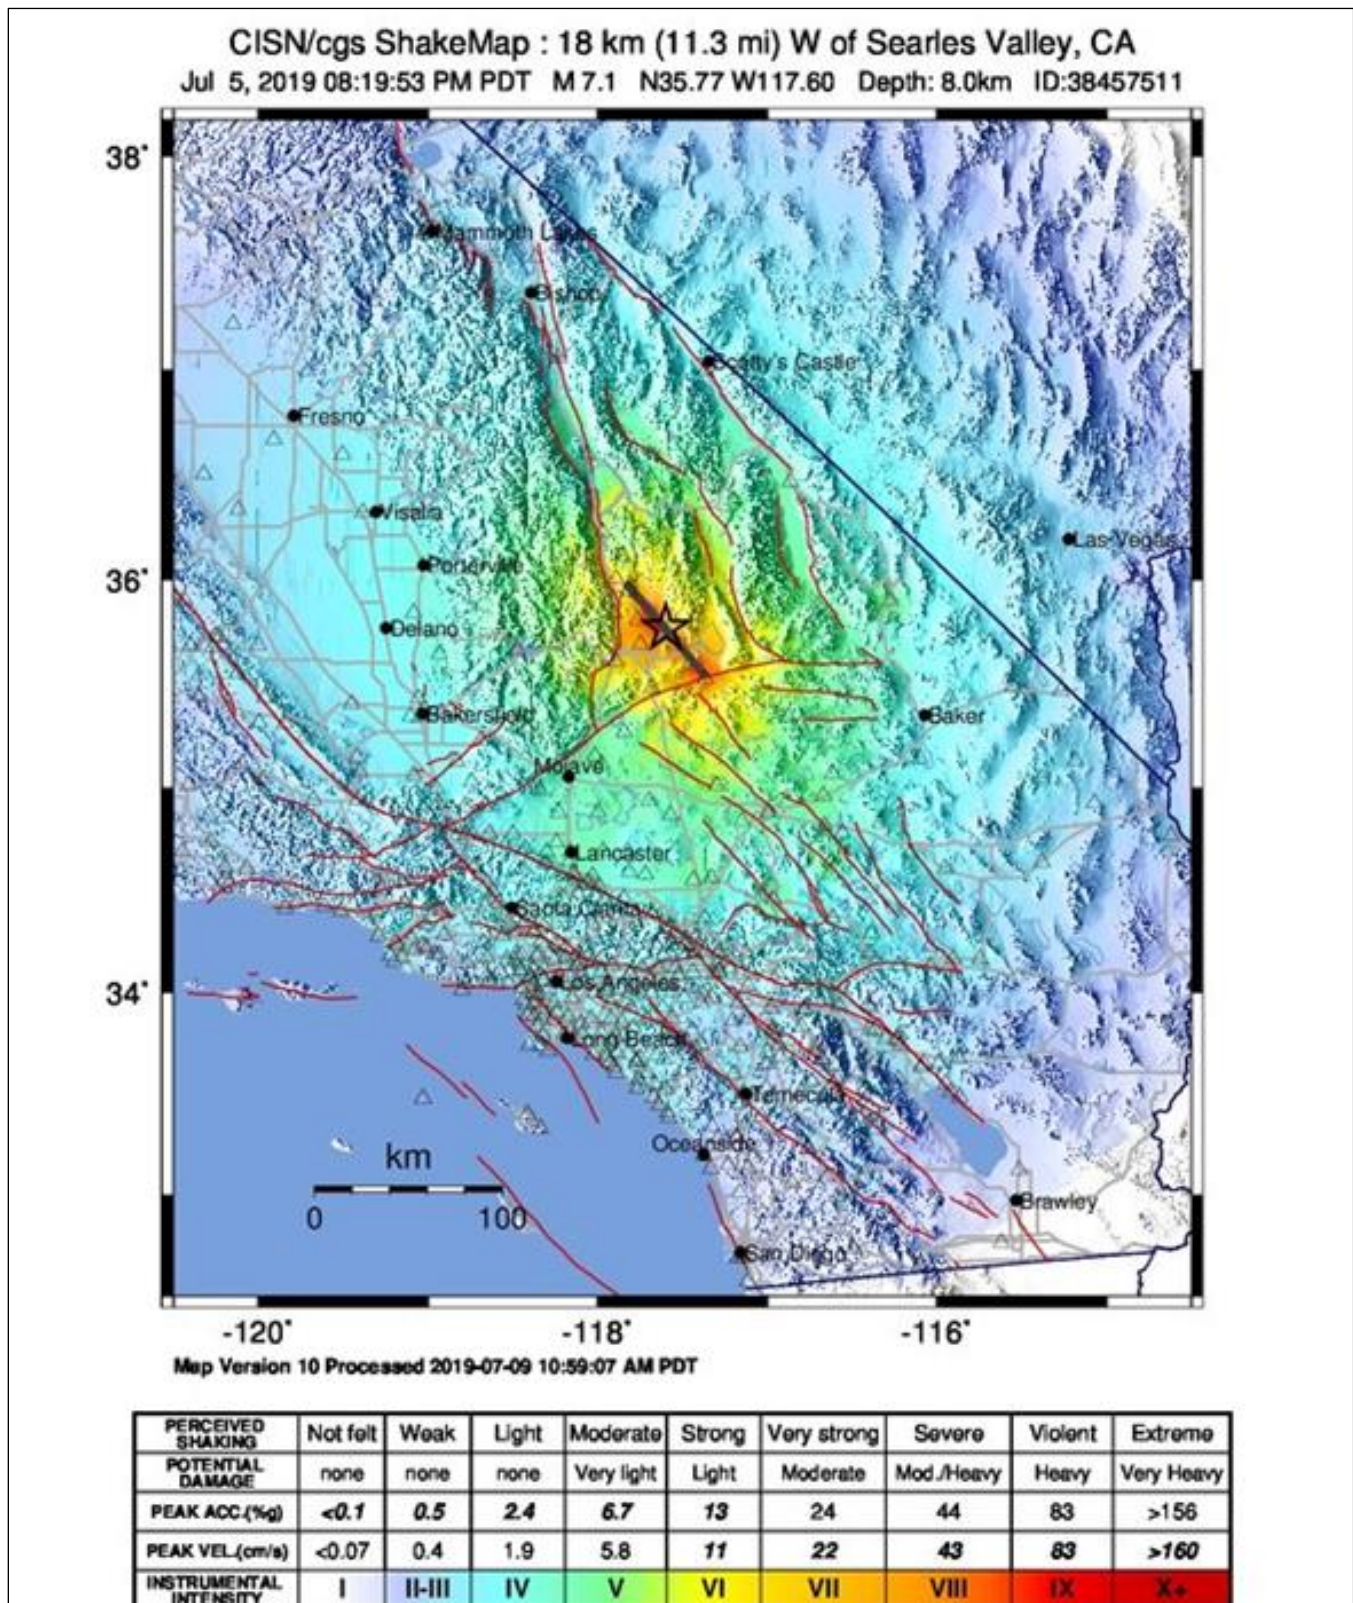 CISN/cgs ShakeMap : 18 km (11.3 mi) W of Searles Valley, CA
Jul 5, 2019 08:19:53 PM PDT M 7.1 N35.77 W117.60 Depth: 8.0km ID:38457511
38°
Mammoth Lakes
Bishop
Scotty's Castle
Fresno
Visalia
Las Vegas
36°
Porterville
Delano
Bakersfield
Baker
Mojave
Lancaster
Santa Clarita
34°
Los Angeles
Long Beach
Temecula
Oceanside
km
0 100
Brawley
San Diego
-120° -118° -116°
Map Version 10 Processed 2019-07-09 10:59:07 AM PDT
PERCEIVED SHAKING Not felt Weak Light Moderate Strong Very strong Severe Violent Extreme
POTENTIAL DAMAGE none none none Very light Light Moderate Mod./Heavy Heavy Very Heavy
PEAK ACC.(%g) <0.1 0.5 2.4 6.7 13 24 44 83 >156
PEAK VEL.(cm/s) <0.07 0.4 1.9 5.8 11 22 43 83 >160
INSTRUMENTAL INTENSITY I II-III IV V VI VII VIII IX X+